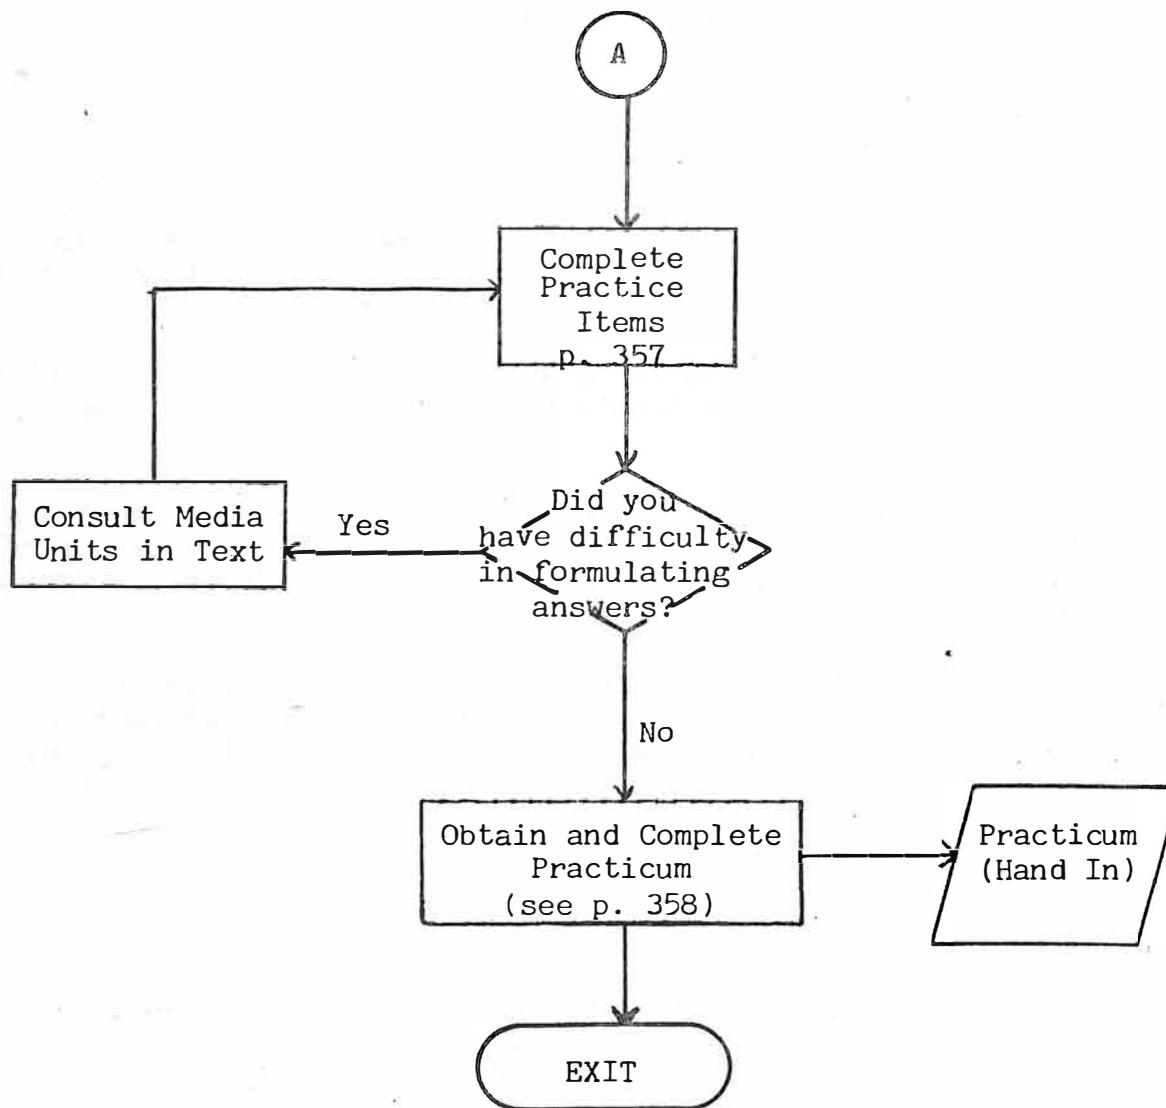 A
Complete
Practice
Items
p. 357
Did you
have difficulty
in formulating
answers?
Yes
Consult Media
Units in Text
No
Obtain and Complete
Practicum
(see p. 358)
Practicum
(Hand In)
EXIT